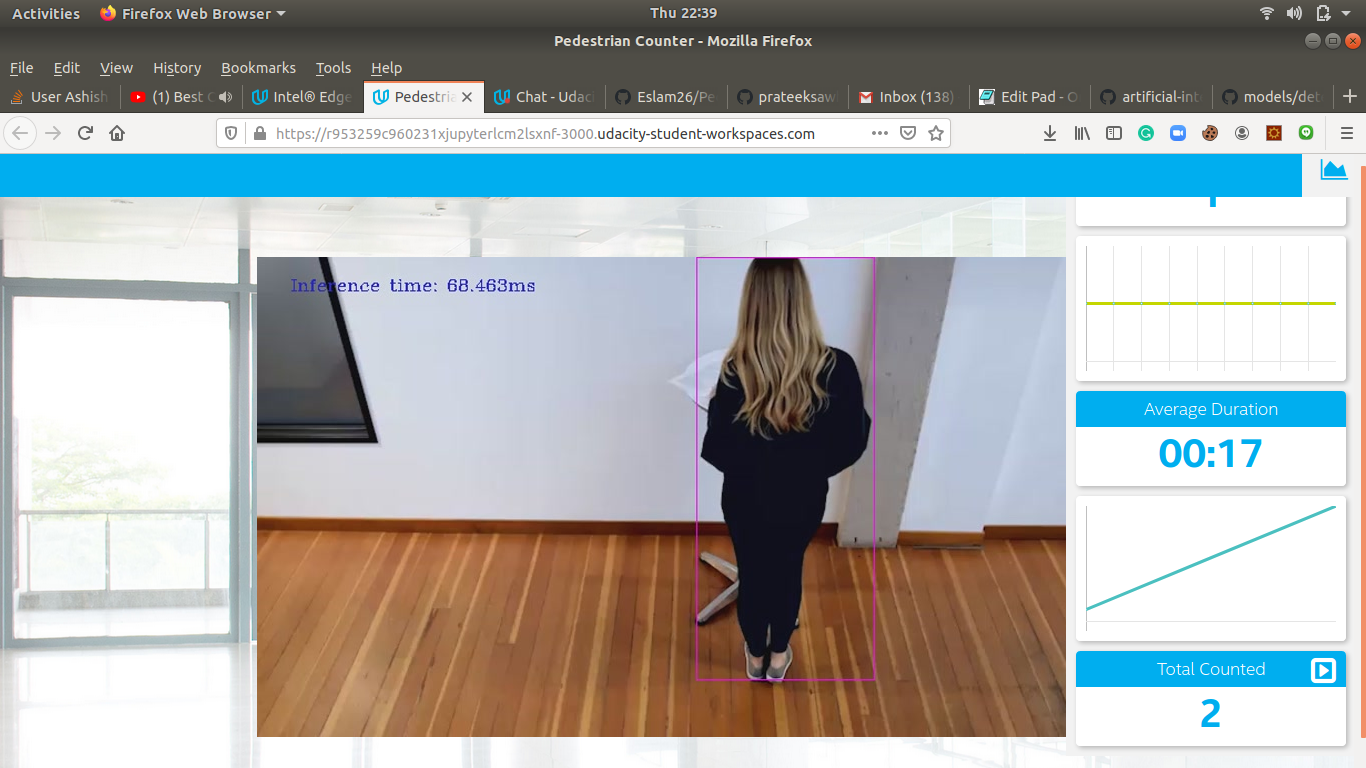 Activities Firefox Web Browser Thu 22:39
Pedestrian Counter - Mozilla Firefox
File Edit View History Bookmarks Tools Help
User Ashish (1) Best Intel® Edge Pedestria Chat - Udac Eslam26/Pe prateeksaw Inbox (138) Edit Pad - O artificial-int models/det
https://r953259c960231xjupyterlcm2lsxnf-3000.udacity-student-workspaces.com
Inference time: 68.463ms
Average Duration
00:17
Total Counted
2